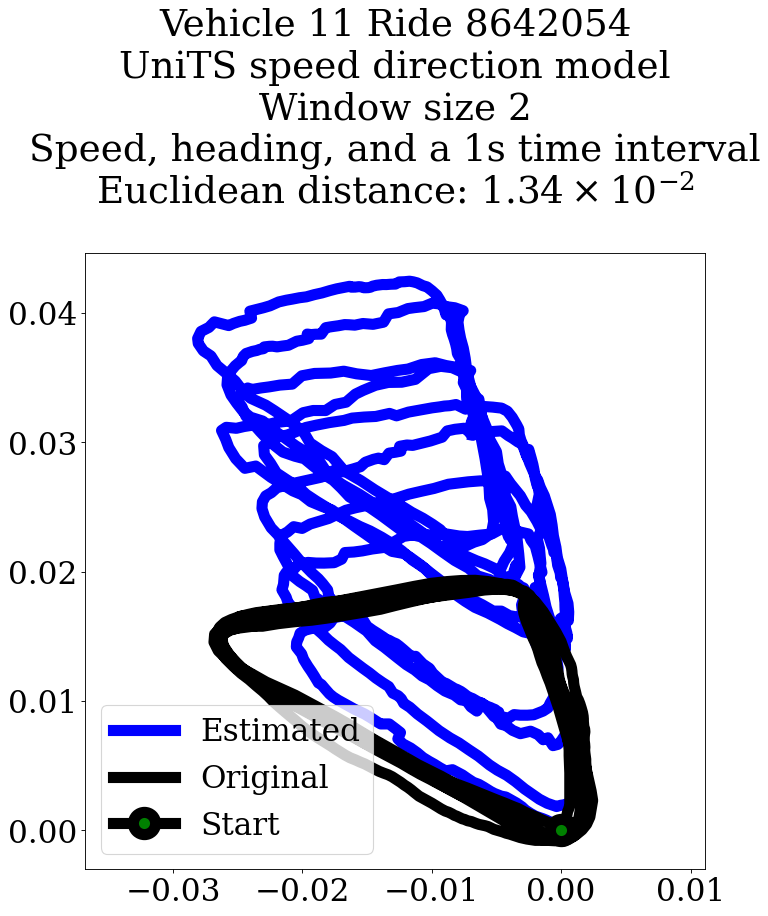 Vehicle 11 Ride 8642054
UniTS speed direction model
Window size 2
Speed, heading, and a 1s time interval
Euclidean distance: 1.34 × 10⁻²
0.04
0.03
0.02
0.01
0.00
Estimated
Original
Start
−0.03 −0.02 −0.01 0.00 0.01